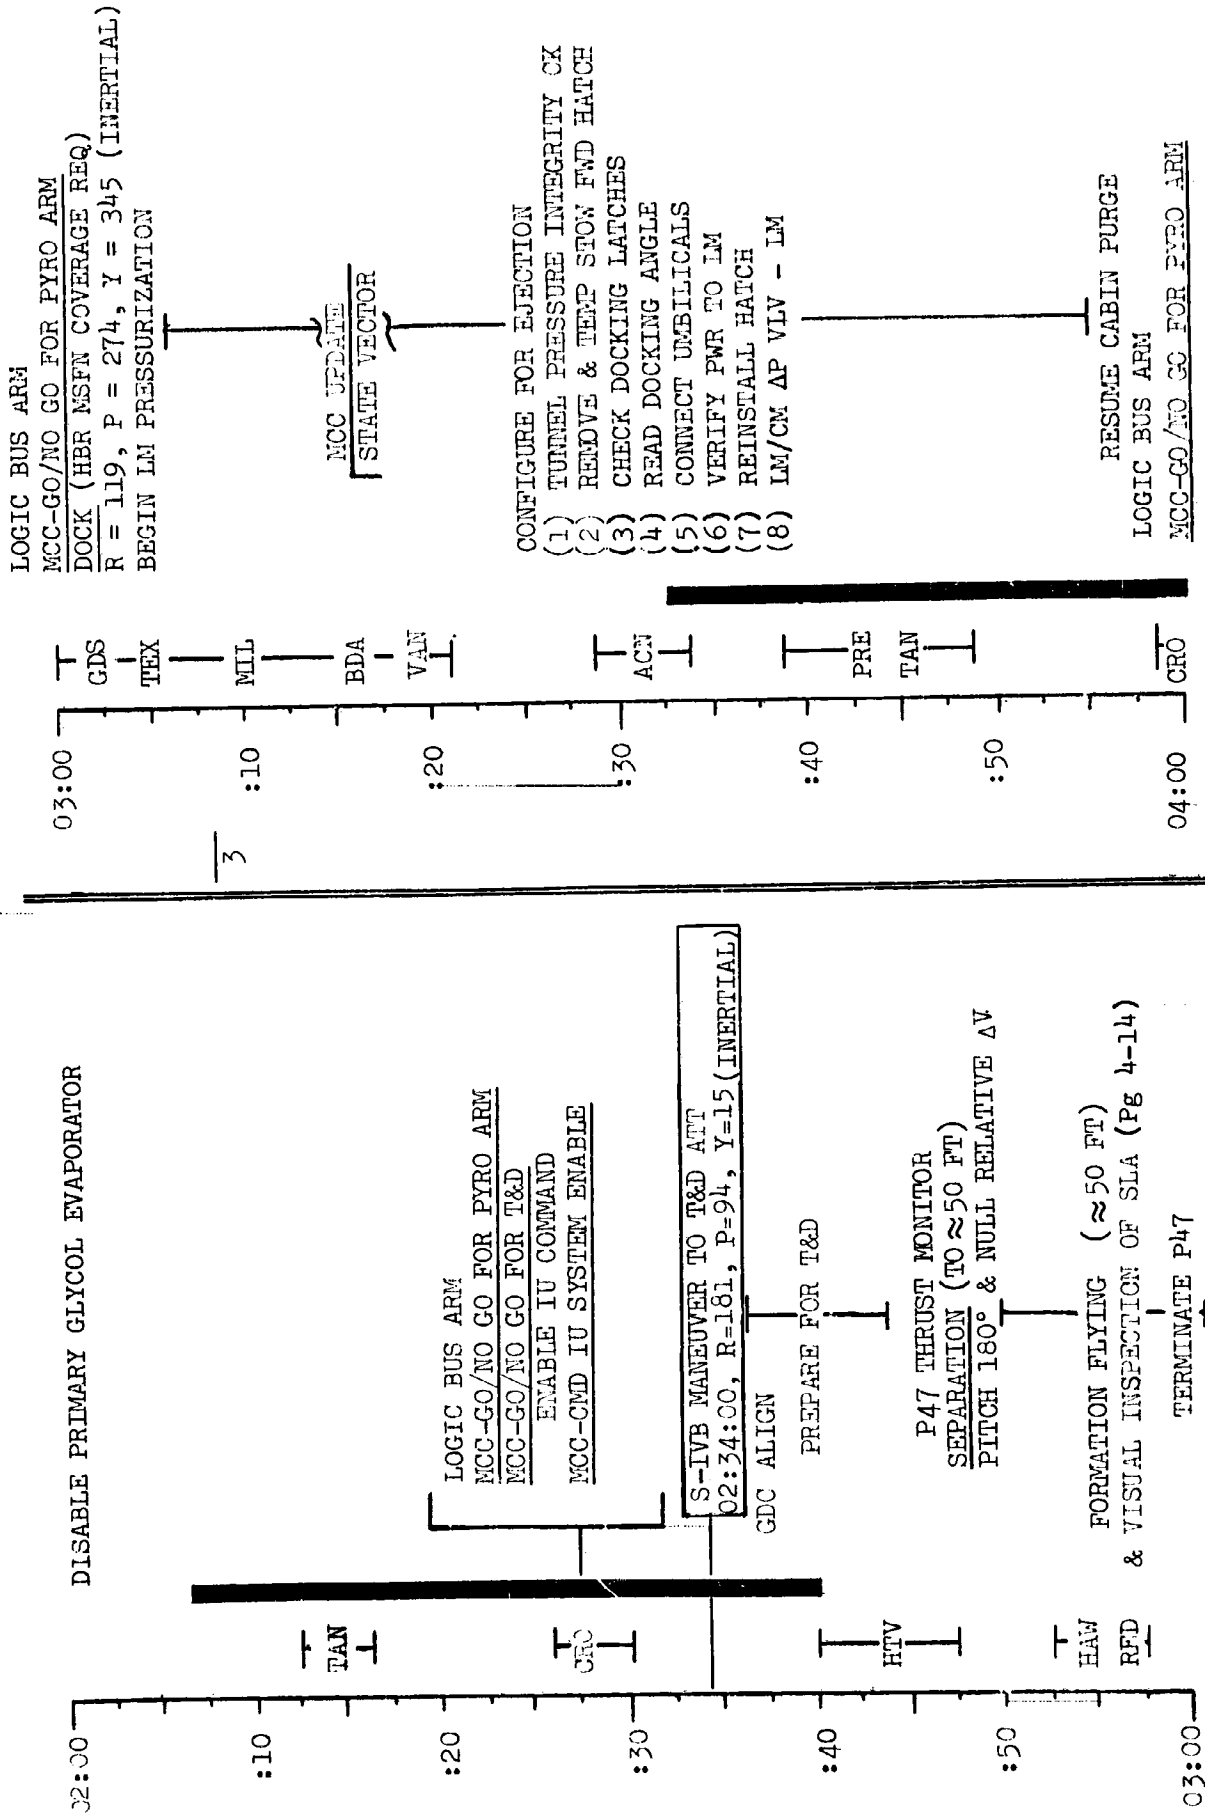 02:00
:10
:20
:30
:40
:50
03:00
TAN
CRO
HTV
HAW
RED
DISABLE PRIMARY GLYCOL EVAPORATOR
LOGIC BUS ARM
MCC-GO/NO GO FOR PYRO ARM
MCC-GO/NO GO FOR T&D
ENABLE IU COMMAND
MCC-CMD IU SYSTEM ENABLE
S-IVB MANEUVER TO T&D ATT
02:34:00, R=181, P=94, Y=15(INERTIAL)
GDC ALIGN
PREPARE FOR T&D
P47 THRUST MONITOR
SEPARATION (TO ≈50 FT)
PITCH 180° & NULL RELATIVE ΔV
FORMATION FLYING (≈50 FT)
& VISUAL INSPECTION OF SLA (Pg 4-14)
TERMINATE P47
3
03:00
:10
:20
:30
:40
:50
04:00
GDS
TEX
MIL
BDA
VAN
ACN
PRE
TAN
CRO
LOGIC BUS ARM
MCC-GO/NO GO FOR PYRO ARM
DOCK (HBR MSFN COVERAGE REQ)
R = 119, P = 274, Y = 345 (INERTIAL)
BEGIN LM PRESSURIZATION
MCC UPDATE
STATE VECTOR
CONFIGURE FOR EJECTION
(1) TUNNEL PRESSURE INTEGRITY CK
(2) REMOVE & TEMP STOW FWD HATCH
(3) CHECK DOCKING LATCHES
(4) READ DOCKING ANGLE
(5) CONNECT UMBILICALS
(6) VERIFY PWR TO LM
(7) REINSTALL HATCH
(8) LM/CM ΔP VLV - LM
RESUME CABIN PURGE
LOGIC BUS ARM
MCC-GO/NO GO FOR PYRO ARM